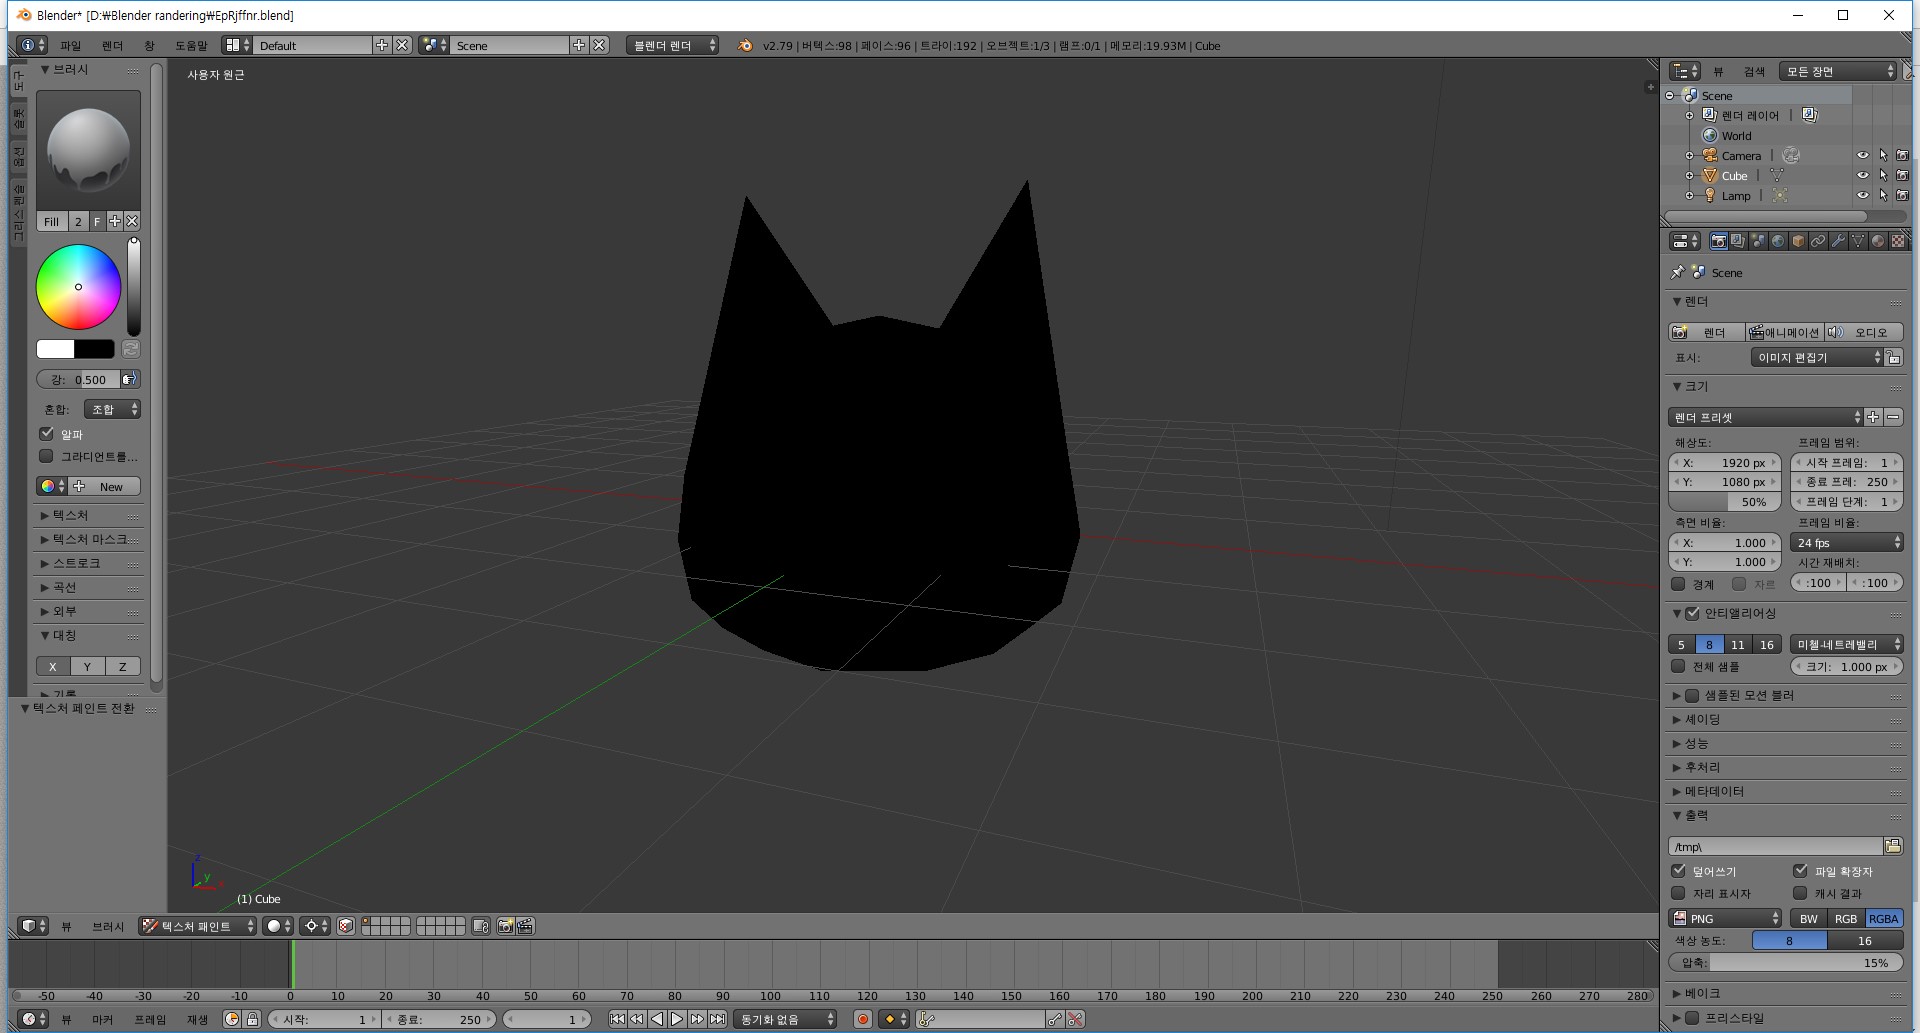 Blender* [D:₩Blender randering₩EpRjffnr.blend]
파일 렌더 창 도움말 Default Scene 블렌더 렌더 v2.79 | 버텍스:98 | 페이스:96 | 트라이:192 | 오브젝트:1/3 | 램프:0/1 | 메모리:19.93M | Cube
도구
슬롯
옵션
그리스 펜슬
브러시
Fill 2 F
강: 0.500
혼합: 조합
알파
그라디언트를...
New
텍스처
텍스처 마스크
스트로크
곡선
외부
대칭
X Y Z
기록
텍스처 페인트 전환
사용자 원근
z
y
x
(1) Cube
뷰 브러시 텍스처 페인트
-50 -40 -30 -20 -10 0 10 20 30 40 50 60 70 80 90 100 110 120 130 140 150 160 170 180 190 200 210 220 230 240 250 260 270 280
뷰 마커 프레임 재생 시작: 1 종료: 250 1 동기화 없음
뷰 검색 모든 장면
Scene
렌더 레이어 |
World
Camera |
Cube |
Lamp |
Scene
렌더
렌더 애니메이션 오디오
표시: 이미지 편집기
크기
렌더 프리셋
해상도: 프레임 범위:
X: 1920 px 시작 프레임: 1
Y: 1080 px 종료 프레: 250
50% 프레임 단계: 1
측면 비율: 프레임 비율:
X: 1.000 24 fps
Y: 1.000 시간 재배치:
경계 자르 :100 :100
안티앨리어싱
5 8 11 16 미첼-네트레밸리
전체 샘플 크기: 1.000 px
샘플된 모션 블러
셰이딩
성능
후처리
메타데이터
출력
/tmp\
덮어쓰기 파일 확장자
자리 표시자 캐시 결과
PNG BW RGB RGBA
색상 농도: 8 16
압축: 15%
베이크
프리스타일